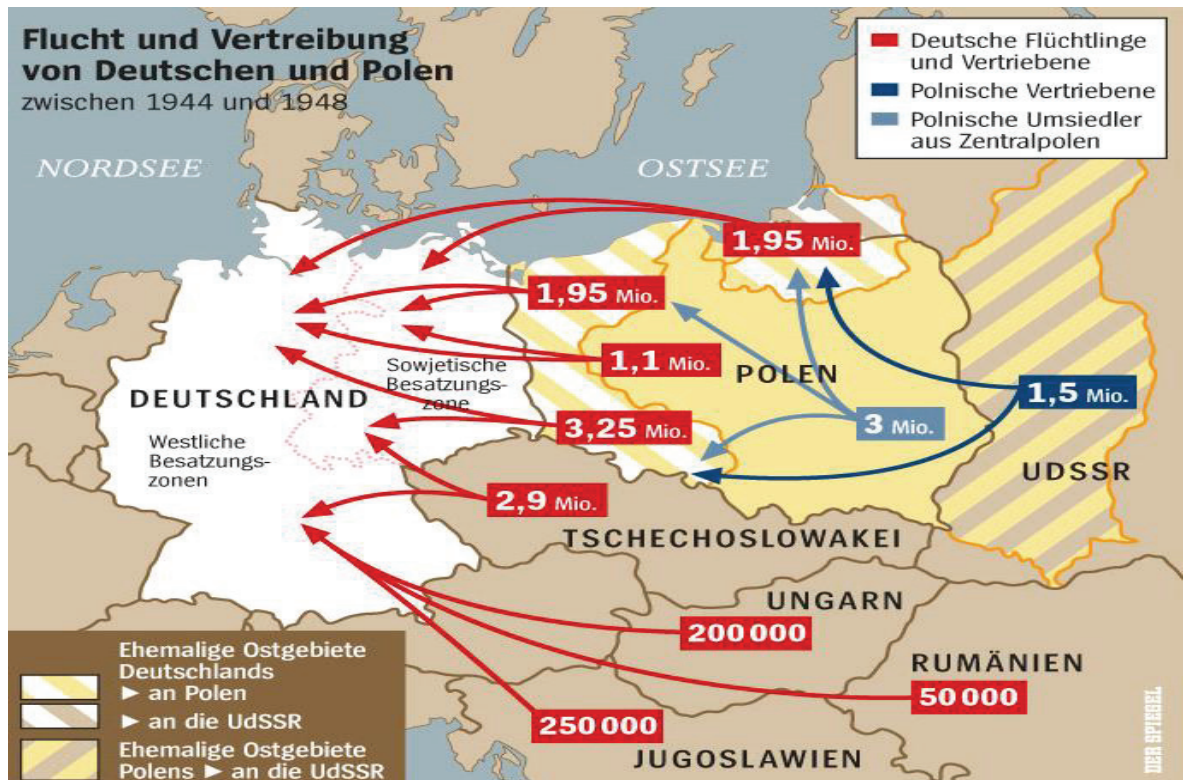 Flucht und Vertreibung
von Deutschen und Polen
zwischen 1944 und 1948
Deutsche Flüchtlinge
und Vertriebene
Polnische Vertriebene
Polnische Umsiedler
aus Zentralpolen
NORDSEE
OSTSEE
1,95 Mio.
1,95 Mio.
1,1 Mio.
POLEN
Sowjetische
Besatzungs-
zone
DEUTSCHLAND
1,5 Mio.
3 Mio.
3,25 Mio.
Westliche
Besatzungs-
zonen
UDSSR
2,9 Mio.
TSCHECHOSLOWAKEI
UNGARN
200 000
RUMÄNIEN
50 000
250 000
JUGOSLAWIEN
Ehemalige Ostgebiete
Deutschlands
► an Polen
► an die UdSSR
Ehemalige Ostgebiete
Polens ► an die UdSSR
DER SPIEGEL